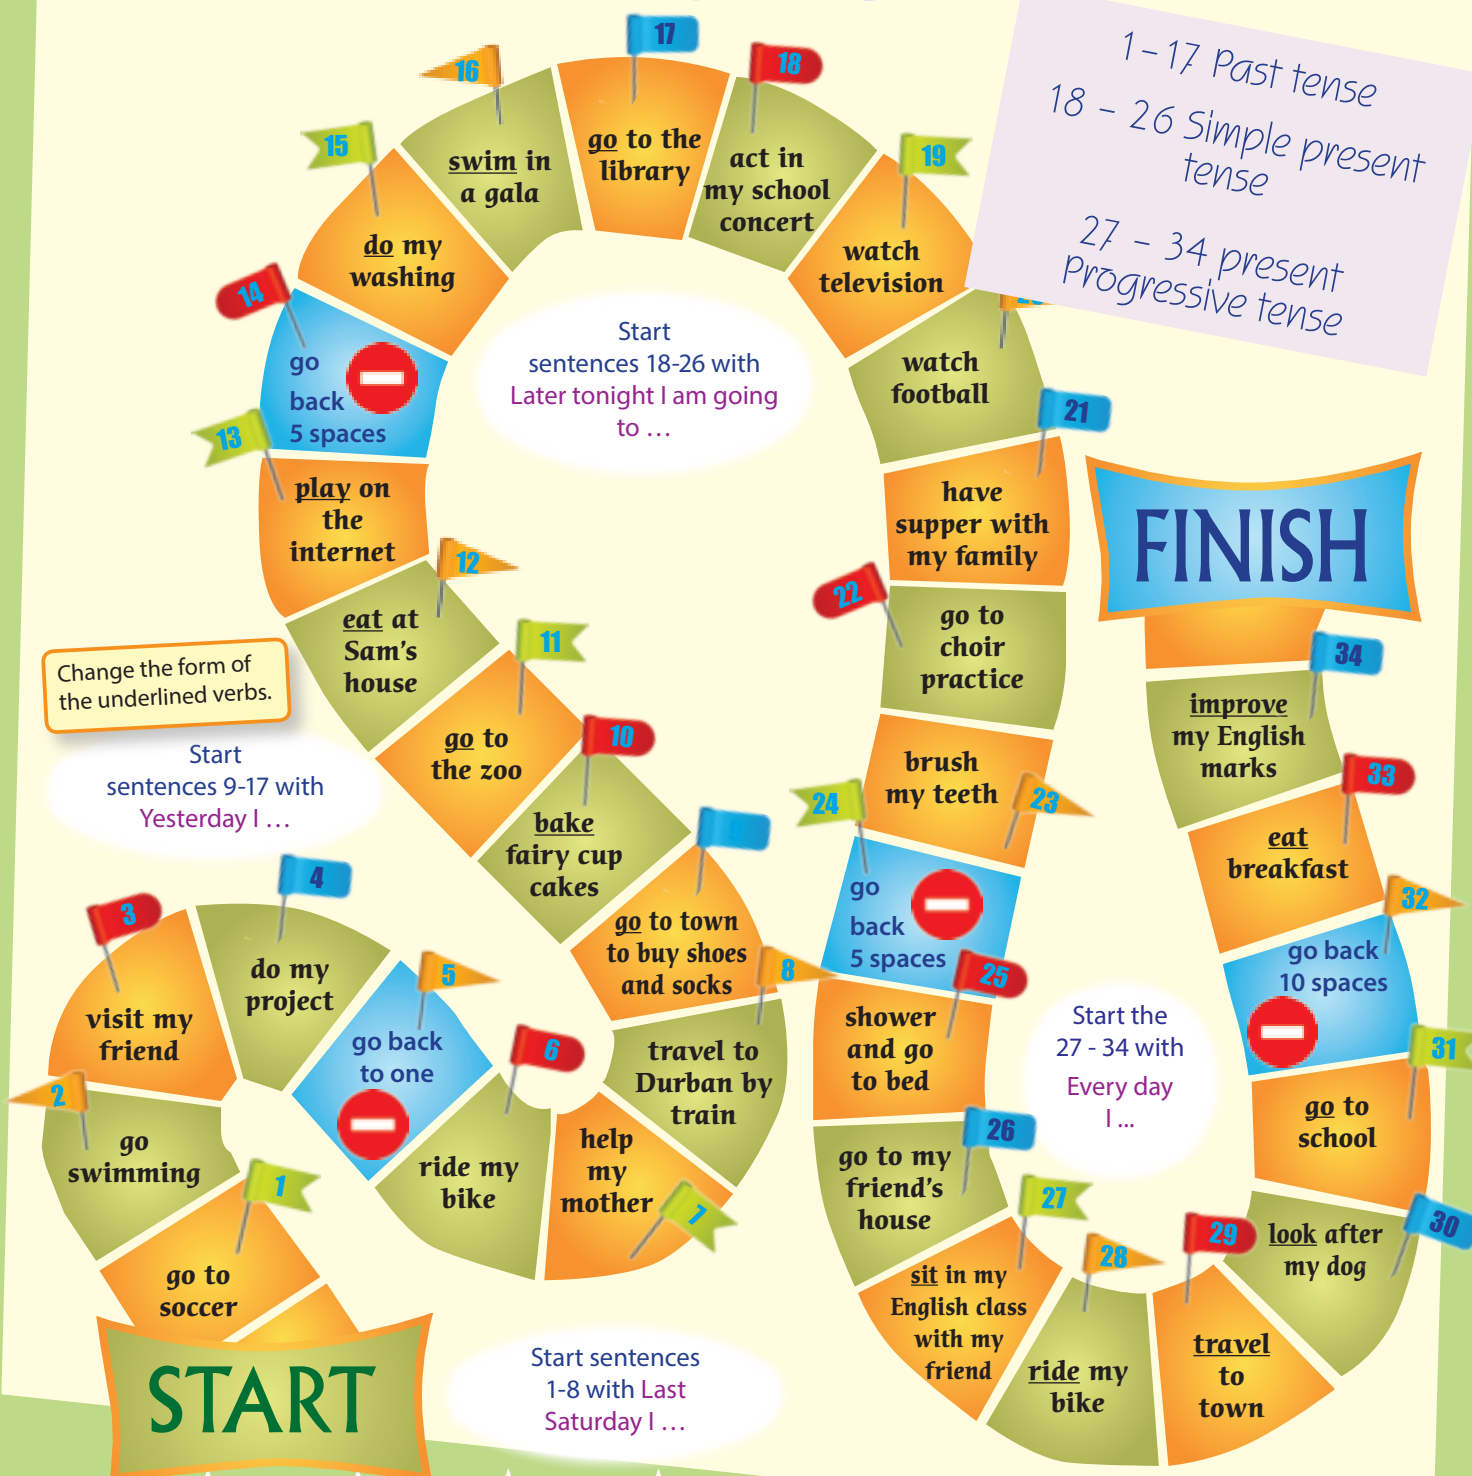 1 – 17 Past tense
18 – 26 Simple present
tense
27 – 34 present
Progressive tense
START
1
go to
soccer
2
go
swimming
3
visit my
friend
4
do my
project
5
go back
to one
6
ride my
bike
7
help
my
mother
8
travel to
Durban by
train
Start sentences
1-8 with Last
Saturday I …
Change the form of
the underlined verbs.
Start
sentences 9-17 with
Yesterday I …
9
go to town
to buy shoes
and socks
10
bake
fairy cup
cakes
11
go to
the zoo
12
eat at
Sam's
house
13
play on
the
internet
14
go
back
5 spaces
15
do my
washing
16
swim in
a gala
17
go to the
library
Start
sentences 18-26 with
Later tonight I am going
to …
18
act in
my school
concert
19
watch
television
watch
football
21
have
supper with
my family
22
go to
choir
practice
23
brush
my teeth
24
go
back
5 spaces
25
shower
and go
to bed
26
go to my
friend's
house
Start the
27 - 34 with
Every day
I ...
27
sit in my
English class
with my
friend
28
ride my
bike
29
travel
to
town
30
look after
my dog
31
go to
school
32
go back
10 spaces
33
eat
breakfast
34
improve
my English
marks
FINISH